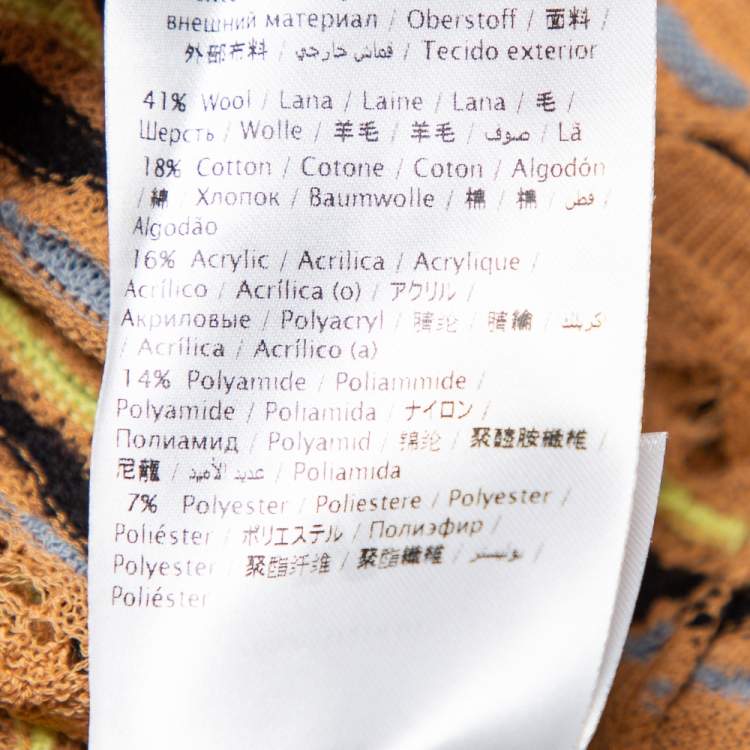 внешний материал / Oberstoff / 面料 /
外部布料 / قماش خارجي / Tecido exterior
41% Wool / Lana / Laine / Lana / 毛 /
Шерсть / Wolle / 羊毛 / 羊毛 / صوف / Lã
18% Cotton / Cotone / Coton / Algodón
/ 綿 / Хлопок / Baumwolle / 棉 / 棉 / قطن /
Algodão
16% Acrylic / Acrilica / Acrylique /
Acrílico / Acrílica (o) / アクリル /
Акриловые / Polyacryl / 腈纶 / 腈綸 / اكريلك
/ Acrílica / Acrílico (a)
14% Polyamide / Poliammide /
Polyamide / Poliamida / ナイロン /
Полиамид / Polyamid / 锦纶 / 聚醯胺纖維 /
尼龍 / عديد الأميد / Poliamida
7% Polyester / Poliestere / Polyester /
Poliéster / ポリエステル / Полиэфир /
Polyester / 聚酯纤维 / 聚酯纖維 / بوليستر /
Poliéster